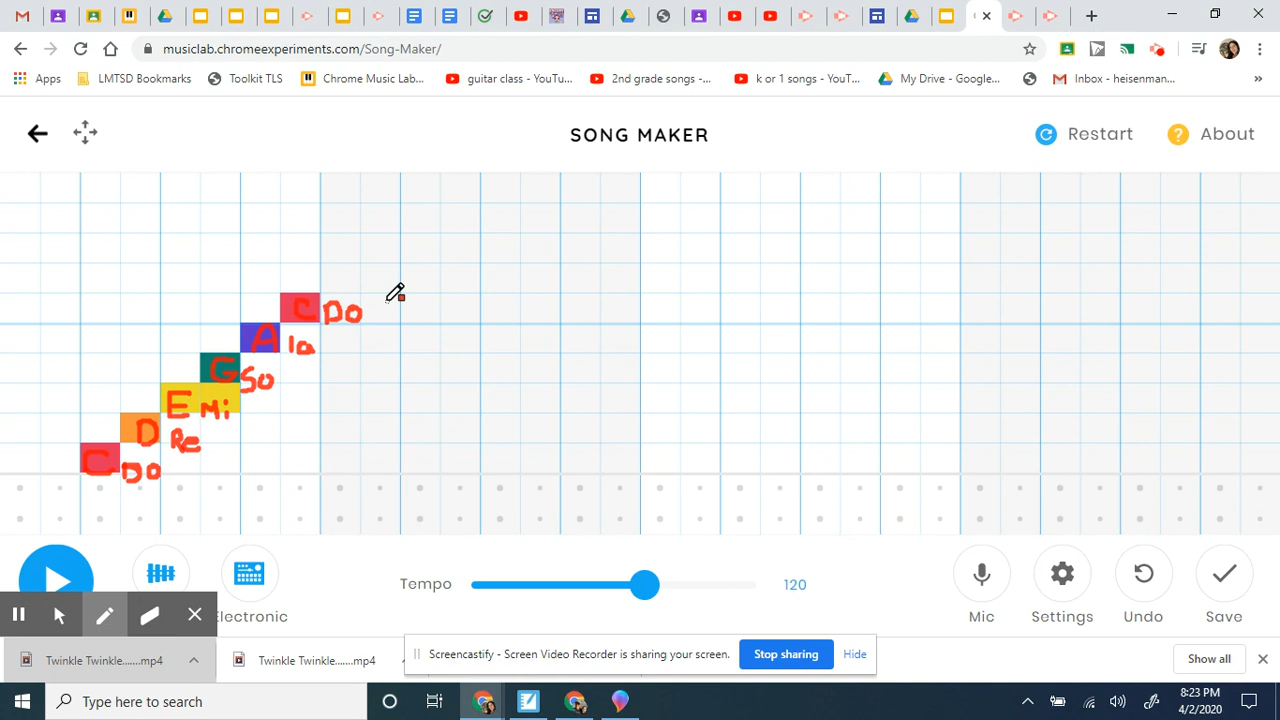 musiclab.chromeexperiments.com/Song-Maker/
Apps LMTSD Bookmarks Toolkit TLS Chrome Music Lab... guitar class - YouTu... 2nd grade songs -... k or 1 songs - YouT... My Drive - Google... Inbox - heisenman... »
SONG MAKER
Restart
About
C Do
A la
G So
E Mi
D Re
C Do
Electronic
Tempo
120
Mic
Settings
Undo
Save
Twinkle Twinkle.......mp4
Twinkle Twinkle.......mp4
Screencastify - Screen Video Recorder is sharing your screen.
Stop sharing
Hide
Show all
Type here to search
8:23 PM
4/2/2020